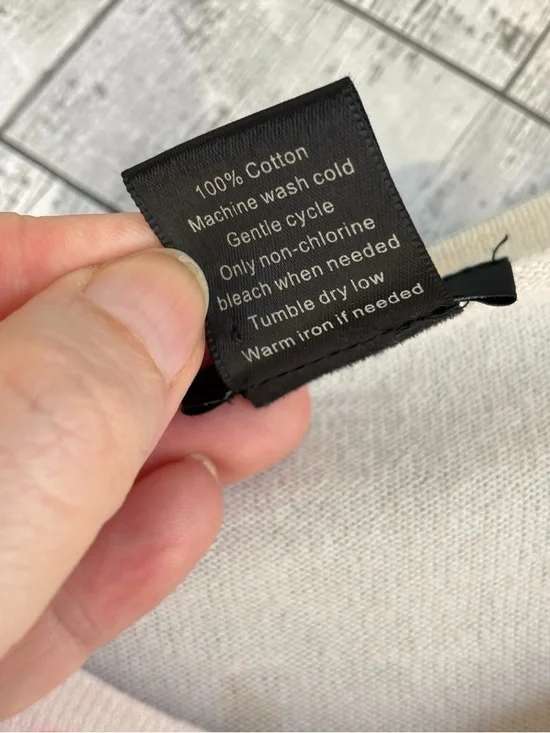 100% Cotton
Machine wash cold
Gentle cycle
Only non-chlorine
bleach when needed
Tumble dry low
Warm iron if needed